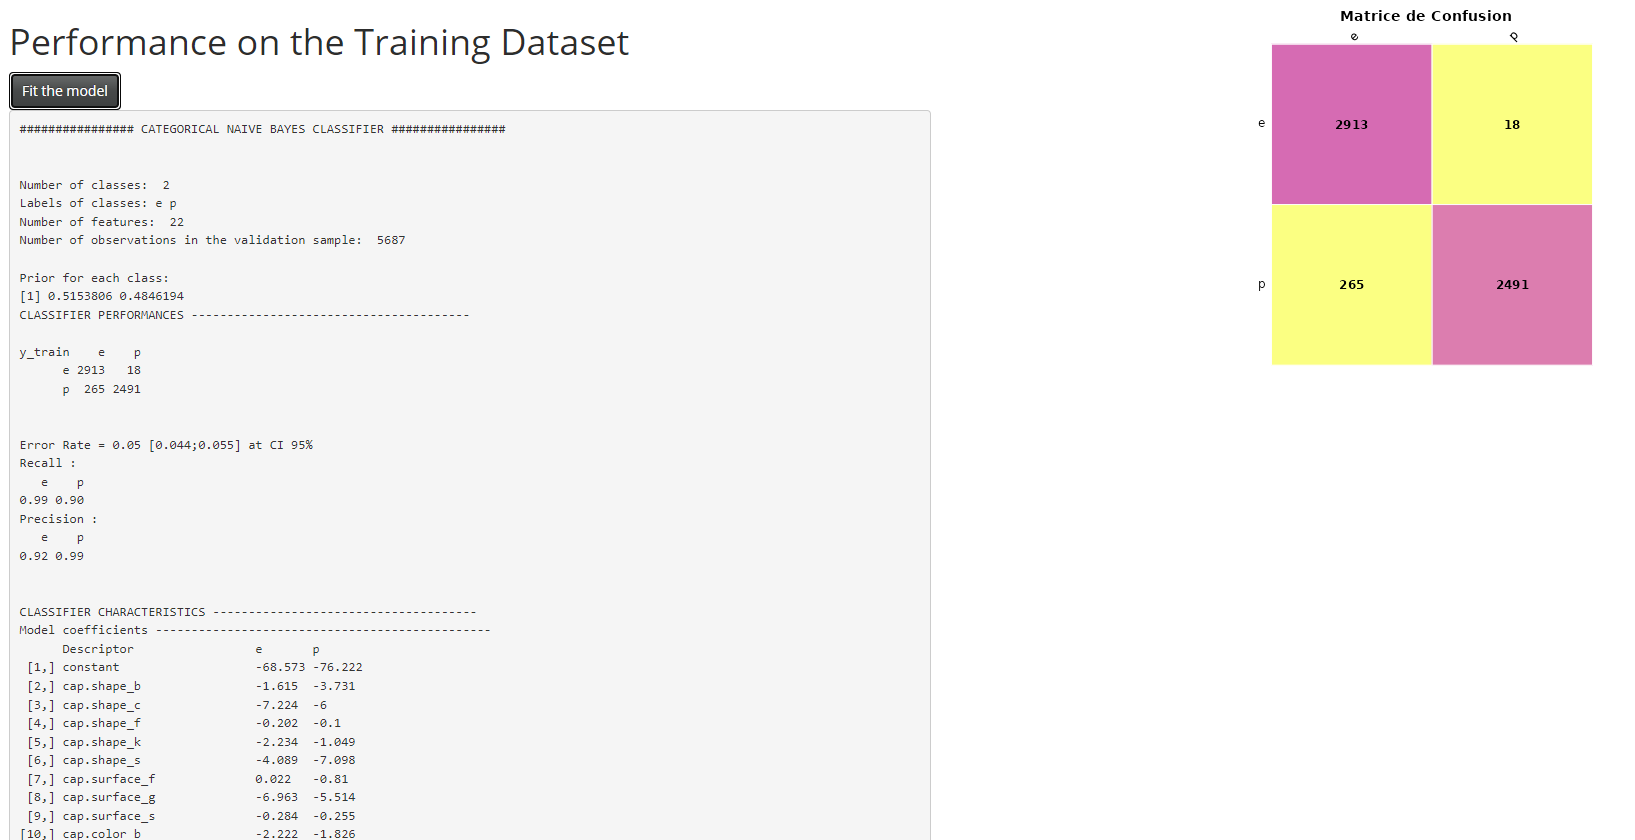 Performance on the Training Dataset
Fit the model
################ CATEGORICAL NAIVE BAYES CLASSIFIER ################
Number of classes:  2
Labels of classes: e p
Number of features:  22
Number of observations in the validation sample:  5687
Prior for each class:
[1] 0.5153806 0.4846194
CLASSIFIER PERFORMANCES ---------------------------------------
y_train    e    p
      e 2913   18
      p  265 2491
Error Rate = 0.05 [0.044;0.055] at CI 95%
Recall :
   e    p
0.99 0.90
Precision :
   e    p
0.92 0.99
CLASSIFIER CHARACTERISTICS -------------------------------------
Model coefficients -----------------------------------------------
      Descriptor                 e       p
 [1,] constant                   -68.573 -76.222
 [2,] cap.shape_b                -1.615  -3.731
 [3,] cap.shape_c                -7.224  -6
 [4,] cap.shape_f                -0.202  -0.1
 [5,] cap.shape_k                -2.234  -1.049
 [6,] cap.shape_s                -4.089  -7.098
 [7,] cap.surface_f              0.022   -0.81
 [8,] cap.surface_g              -6.963  -5.514
 [9,] cap.surface_s              -0.284  -0.255
[10,] cap.color_b                -2.222  -1.826
Matrice de Confusion
e p
e 2913 18
p 265 2491